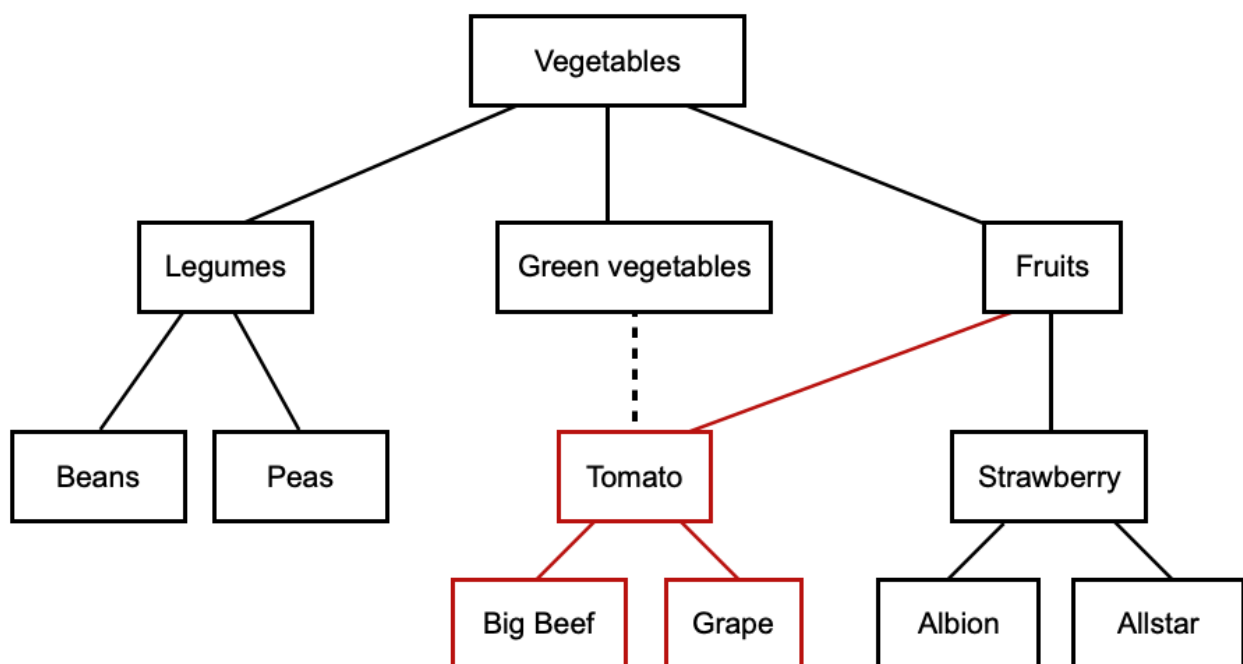 Vegetables
Legumes
Green vegetables
Fruits
Beans
Peas
Tomato
Strawberry
Big Beef
Grape
Albion
Allstar